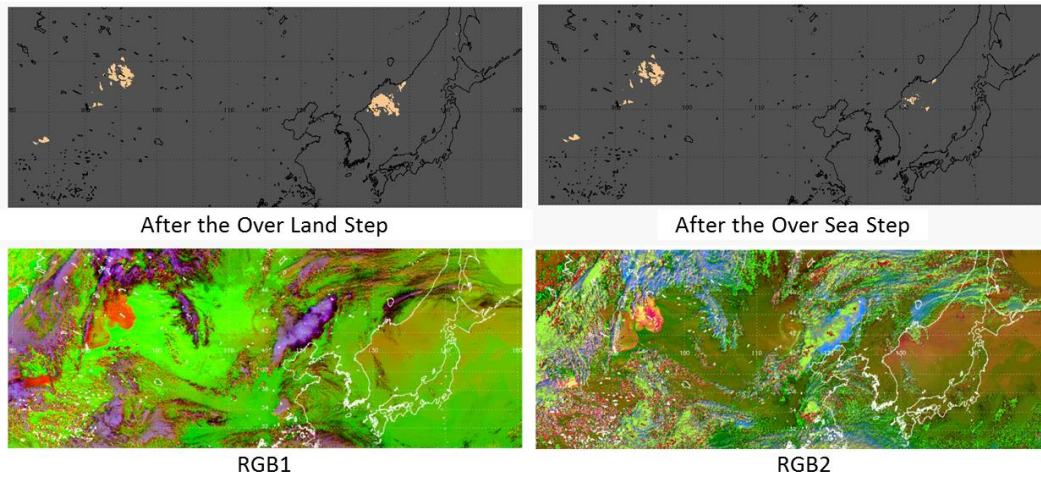 After the Over Land Step
After the Over Sea Step
RGB1
RGB2